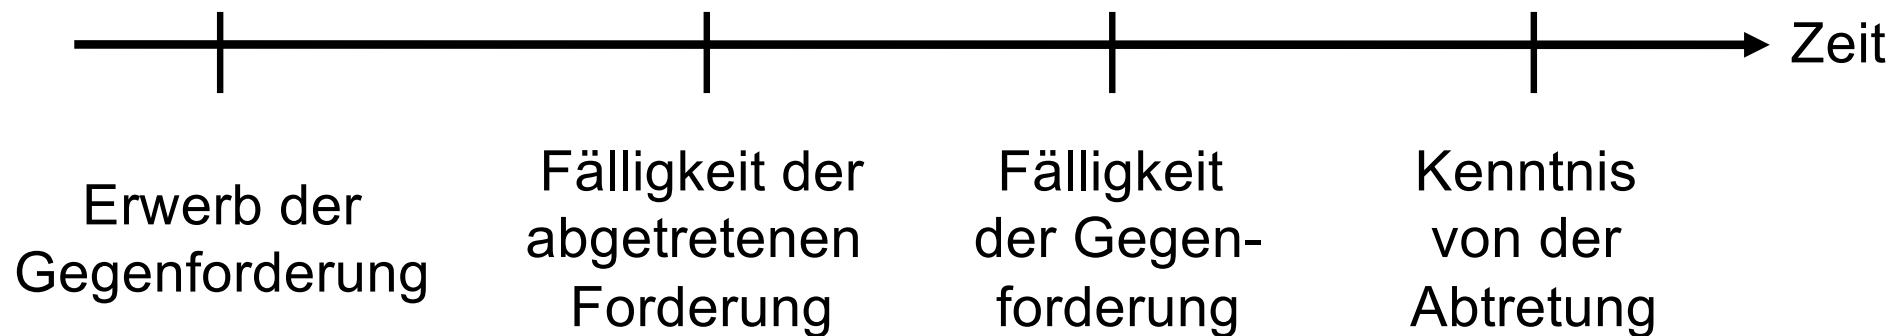 Zeit
Erwerb der
Gegenforderung
Fälligkeit der
abgetretenen
Forderung
Fälligkeit
der Gegen-
forderung
Kenntnis
von der
Abtretung